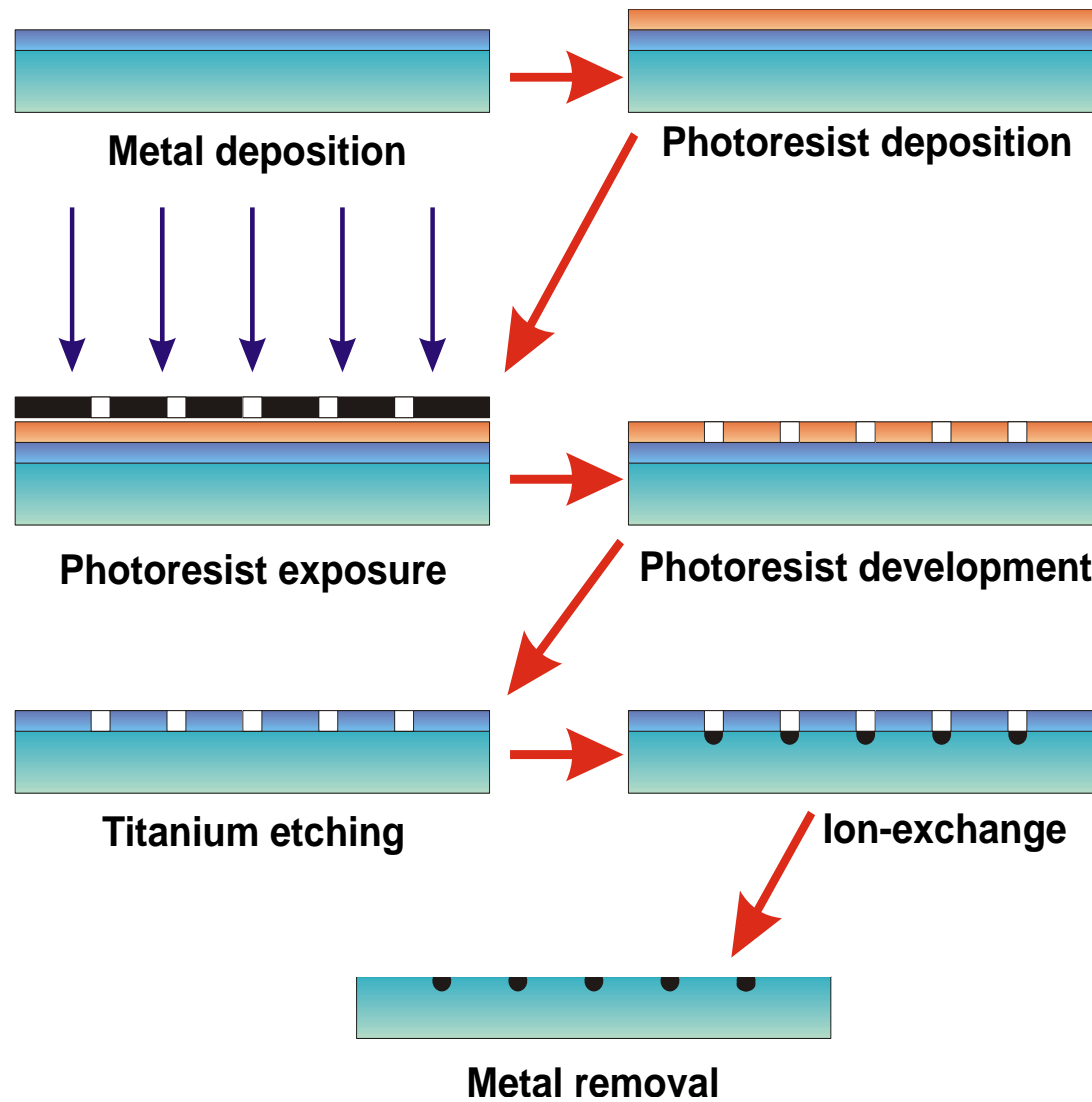 Metal deposition
Photoresist deposition
Photoresist exposure
Photoresist development
Titanium etching
Ion-exchange
Metal removal